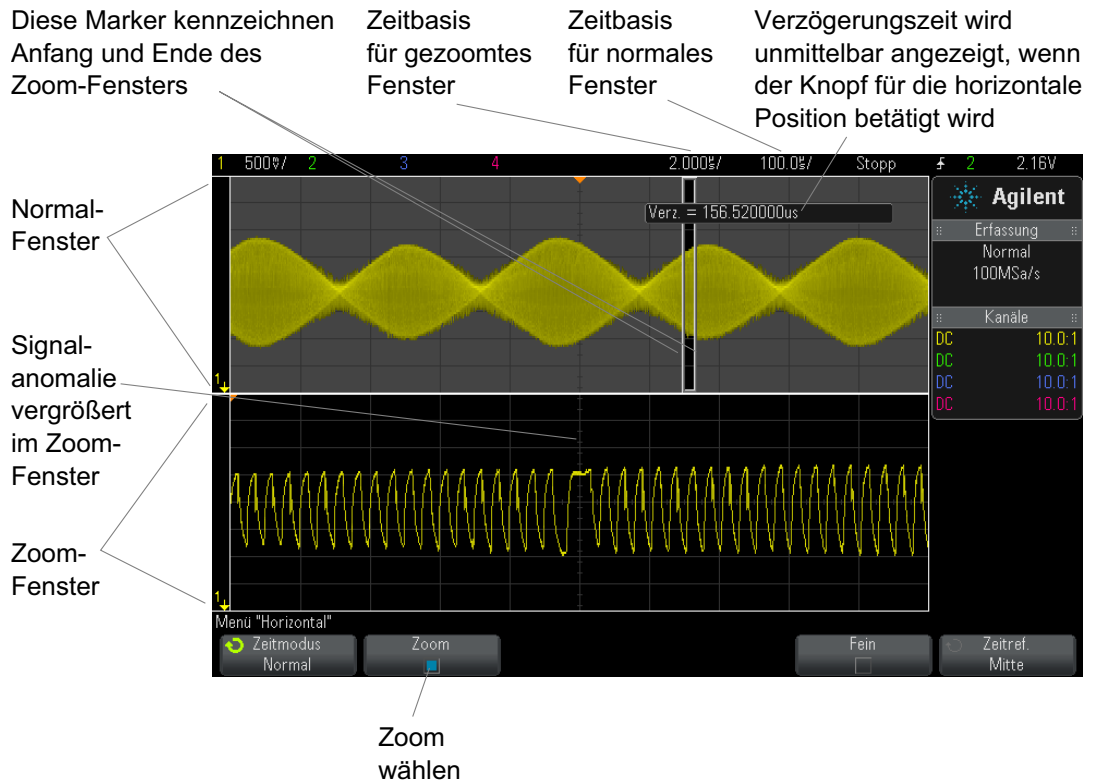 Diese Marker kennzeichnen
Anfang und Ende des
Zoom-Fensters
Zeitbasis
für gezoomtes
Fenster
Zeitbasis
für normales
Fenster
Verzögerungszeit wird
unmittelbar angezeigt, wenn
der Knopf für die horizontale
Position betätigt wird
1 500mV/ 2 3 4 2.000us/ 100.0us/ Stopp 2 2.16V
Normal-
Fenster
Verz. = 156.520000us
Agilent
Erfassung
Normal
100MSa/s
Kanäle
DC 10.0:1
DC 10.0:1
DC 10.0:1
DC 10.0:1
1
Signal-
anomalie
vergrößert
im Zoom-
Fenster
Zoom-
Fenster
1
Menü "Horizontal"
Zeitmodus
Normal
Zoom
Fein
Zeitref.
Mitte
Zoom
wählen